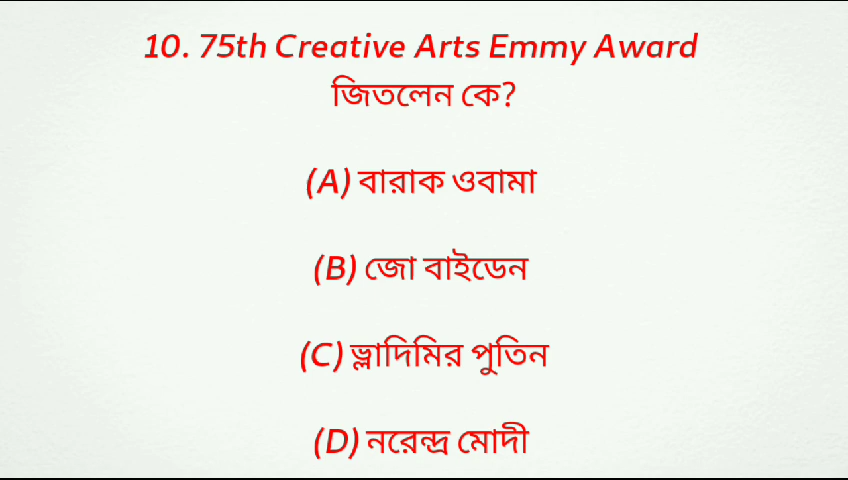 10. 75th Creative Arts Emmy Award
জিতলেন কে?
(A) বারাক ওবামা
(B) জো বাইডেন
(C) ভ্লাদিমির পুতিন
(D) নরেন্দ্র মোদী